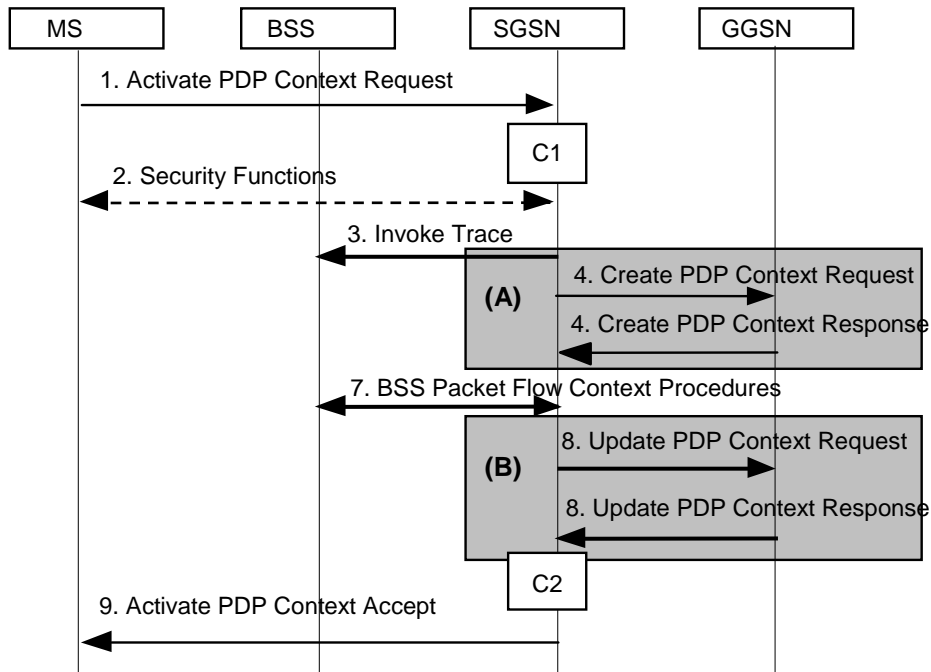 MS BSS SGSN GGSN
1. Activate PDP Context Request
C1
2. Security Functions
3. Invoke Trace
(A)
4. Create PDP Context Request
4. Create PDP Context Response
7. BSS Packet Flow Context Procedures
(B)
8. Update PDP Context Request
8. Update PDP Context Response
C2
9. Activate PDP Context Accept